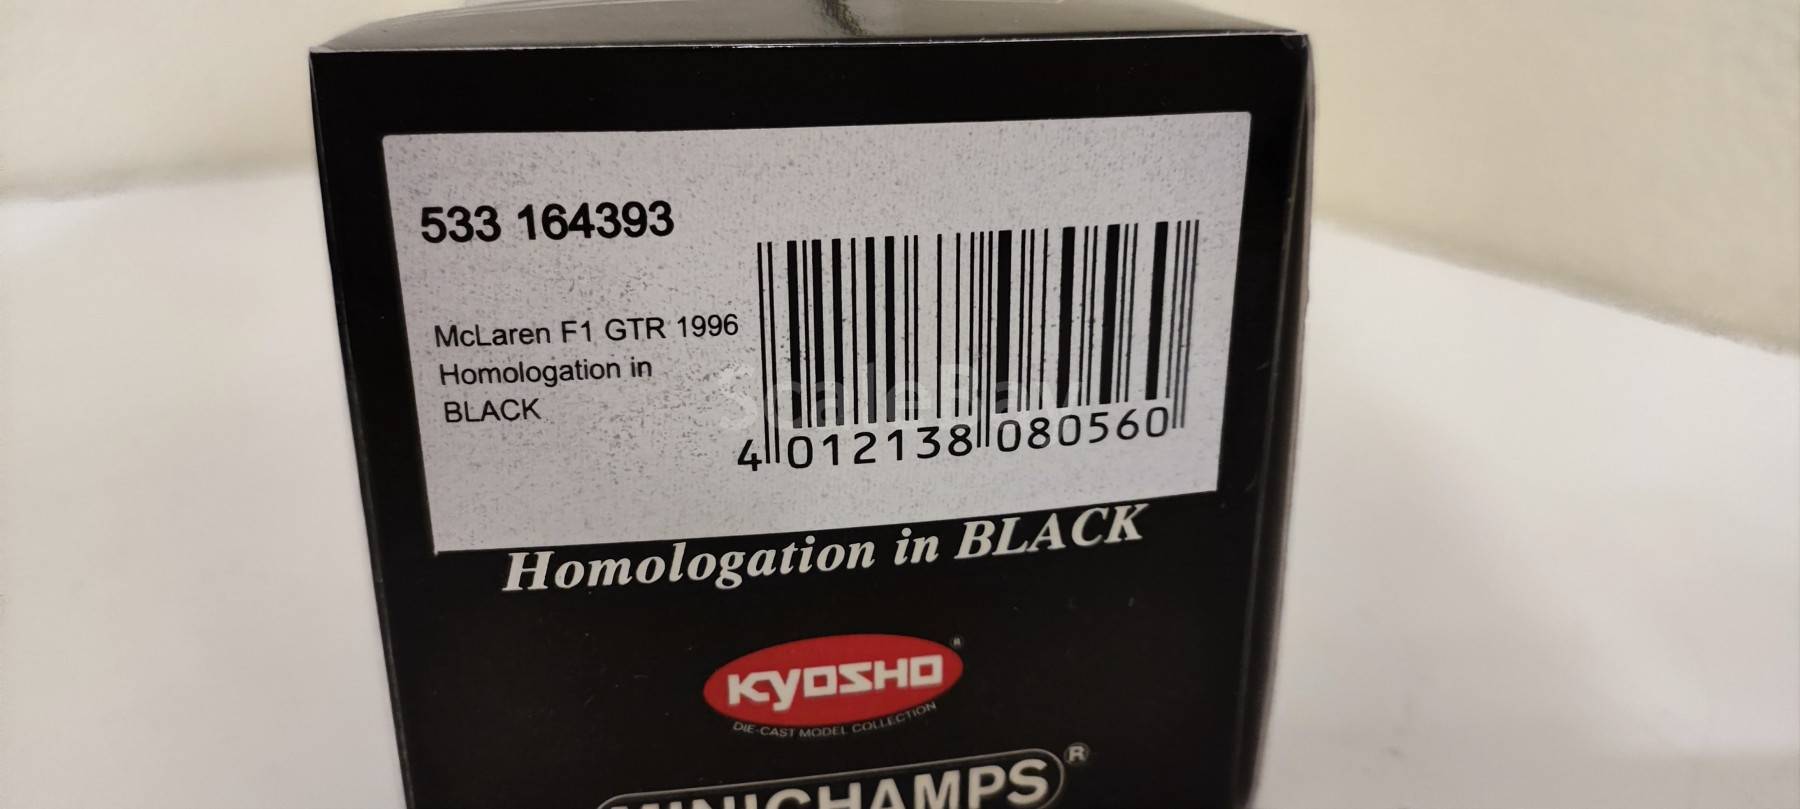 533 164393
McLaren F1 GTR 1996
Homologation in
BLACK
4 012138 080560
ScaleBay
Homologation in BLACK
KYOSHO ®
DIE-CAST MODEL COLLECTION
MINICHAMPS ®